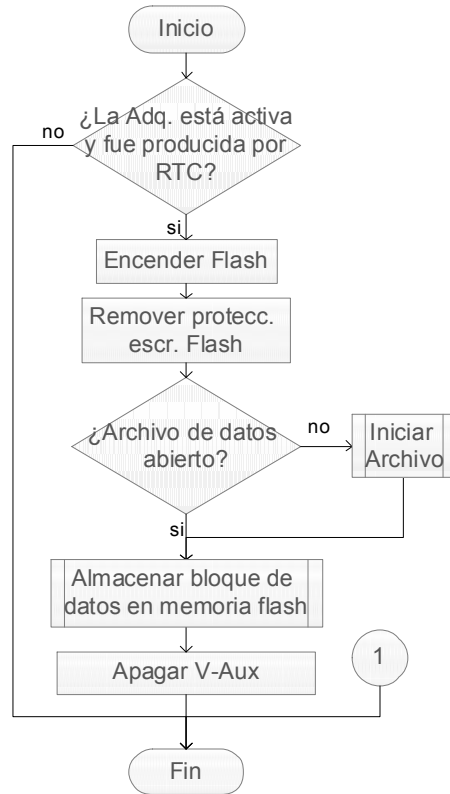 Inicio
¿La Adq. está activa
y fue producida por
RTC?
no
si
Encender Flash
Remover protecc.
escr. Flash
¿Archivo de datos
abierto?
no
Iniciar
Archivo
si
Almacenar bloque de
datos en memoria flash
Apagar V-Aux
1
Fin